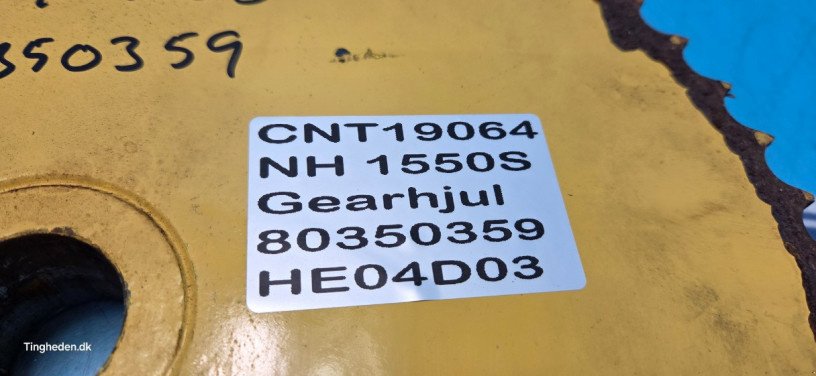 350359
CNT19064
NH 1550S
Gearhjul
80350359
HE04D03
Tingheden.dk